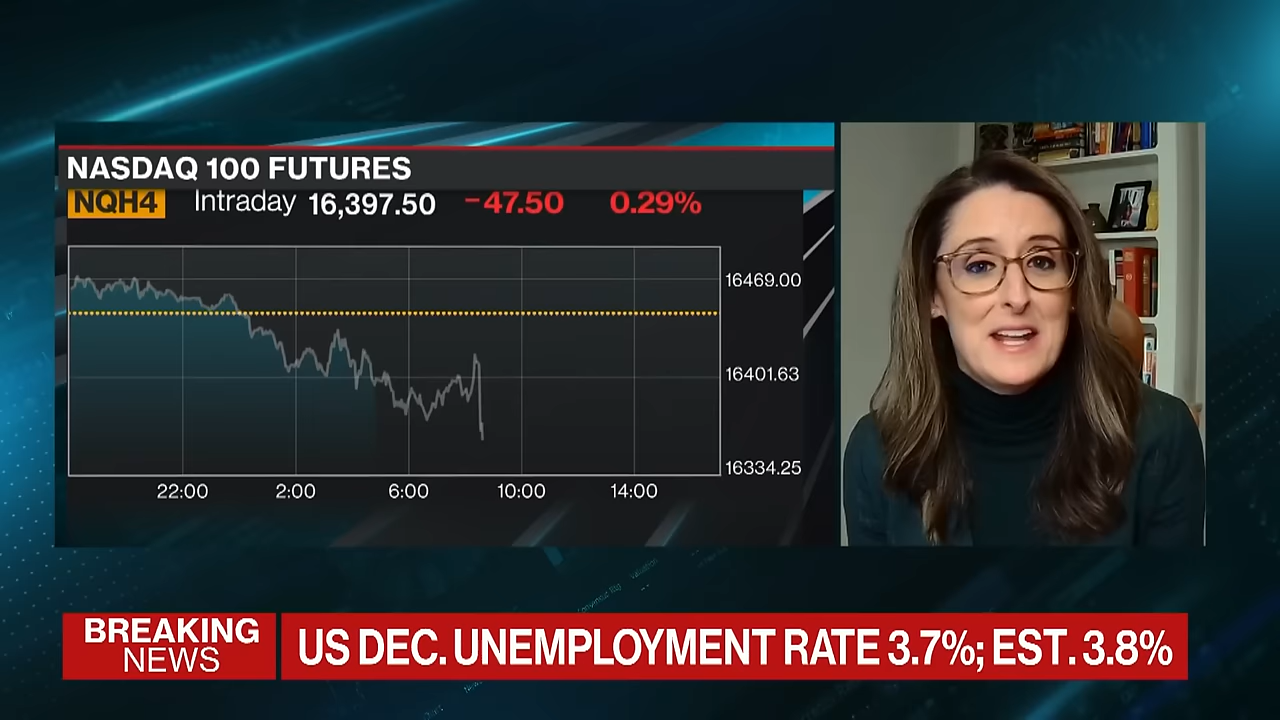 NASDAQ 100 FUTURES
NQH4 Intraday 16,397.50 -47.50 0.29%
16469.00
16401.63
16334.25
22:00 2:00 6:00 10:00 14:00
BREAKING NEWS
US DEC. UNEMPLOYMENT RATE 3.7%; EST. 3.8%